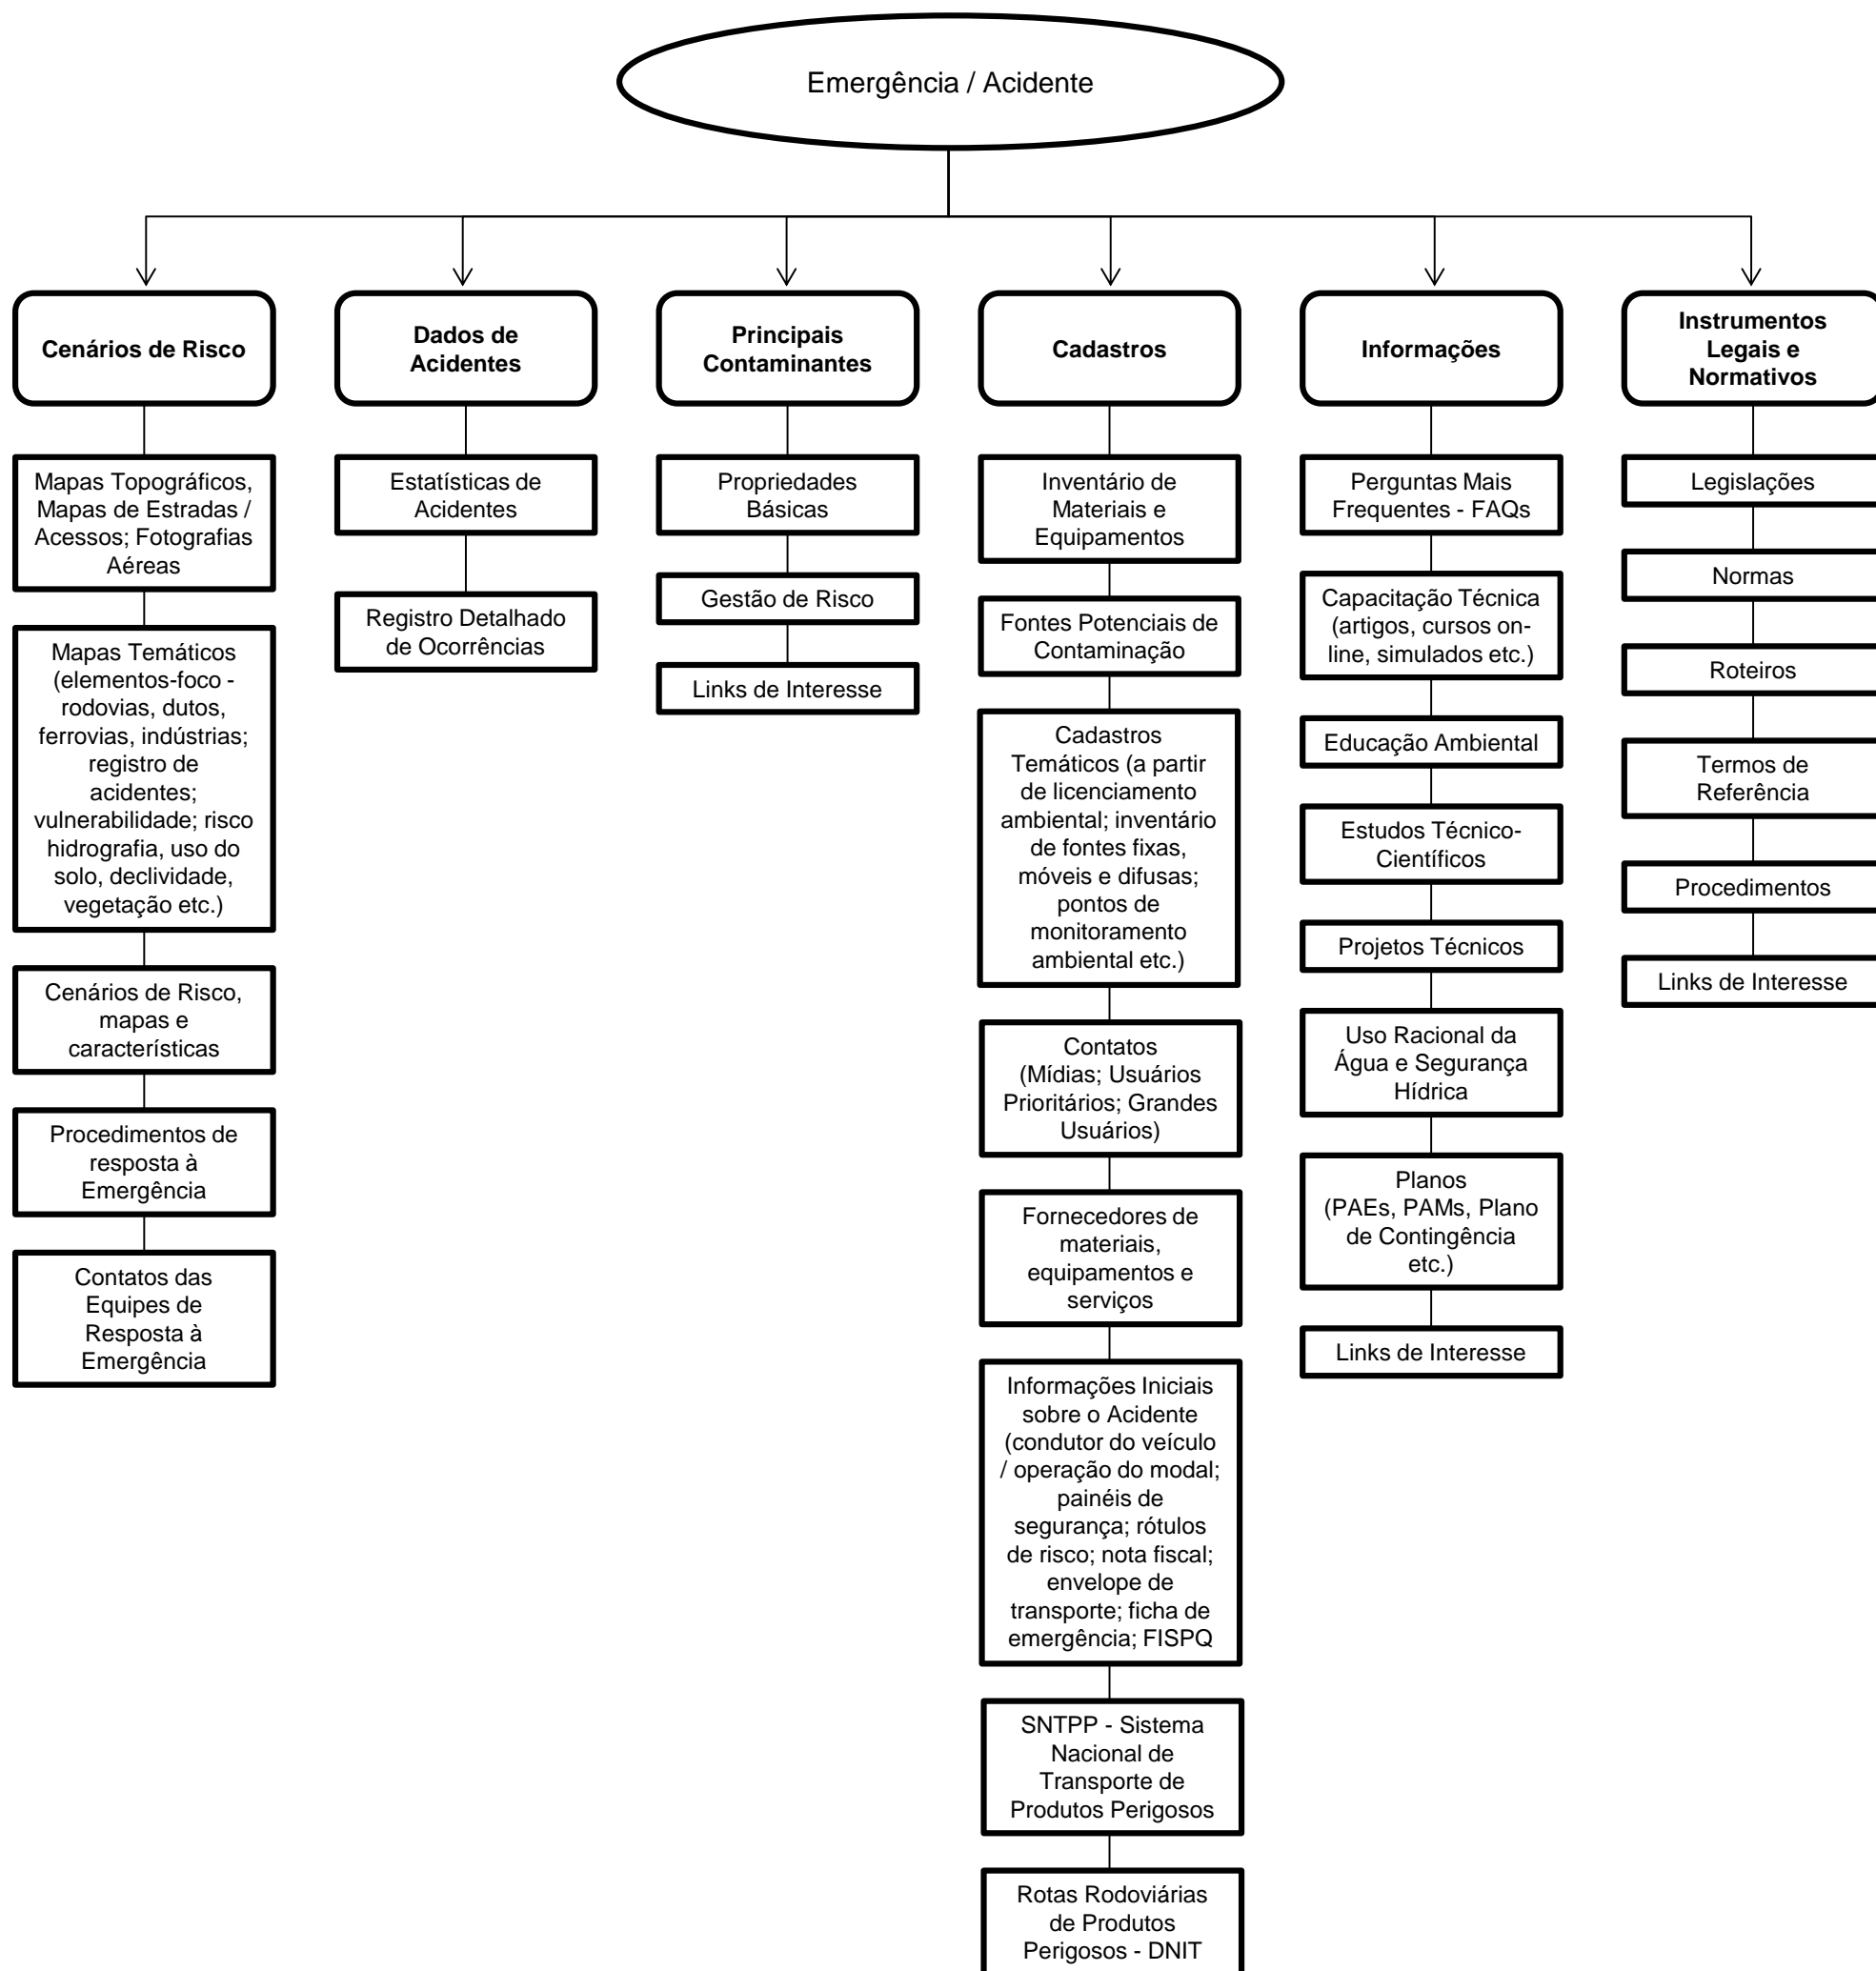 Emergência / Acidente
Cenários de Risco
Mapas Topográficos,
Mapas de Estradas /
Acessos; Fotografias
Aéreas
Mapas Temáticos
(elementos-foco -
rodovias, dutos,
ferrovias, indústrias;
registro de
acidentes;
vulnerabilidade; risco
hidrografia, uso do
solo, declividade,
vegetação etc.)
Cenários de Risco,
mapas e
características
Procedimentos de
resposta à
Emergência
Contatos das
Equipes de
Resposta à
Emergência
Dados de
Acidentes
Estatísticas de
Acidentes
Registro Detalhado
de Ocorrências
Principais
Contaminantes
Propriedades
Básicas
Gestão de Risco
Links de Interesse
Cadastros
Inventário de
Materiais e
Equipamentos
Fontes Potenciais de
Contaminação
Cadastros
Temáticos (a partir
de licenciamento
ambiental; inventário
de fontes fixas,
móveis e difusas;
pontos de
monitoramento
ambiental etc.)
Contatos
(Mídias; Usuários
Prioritários; Grandes
Usuários)
Fornecedores de
materiais,
equipamentos e
serviços
Informações Iniciais
sobre o Acidente
(condutor do veículo
/ operação do modal;
painéis de
segurança; rótulos
de risco; nota fiscal;
envelope de
transporte; ficha de
emergência; FISPQ
SNTPP - Sistema
Nacional de
Transporte de
Produtos Perigosos
Rotas Rodoviárias
de Produtos
Perigosos - DNIT
Informações
Perguntas Mais
Frequentes - FAQs
Capacitação Técnica
(artigos, cursos on-
line, simulados etc.)
Educação Ambiental
Estudos Técnico-
Científicos
Projetos Técnicos
Uso Racional da
Água e Segurança
Hídrica
Planos
(PAEs, PAMs, Plano
de Contingência
etc.)
Links de Interesse
Instrumentos
Legais e
Normativos
Legislações
Normas
Roteiros
Termos de
Referência
Procedimentos
Links de Interesse